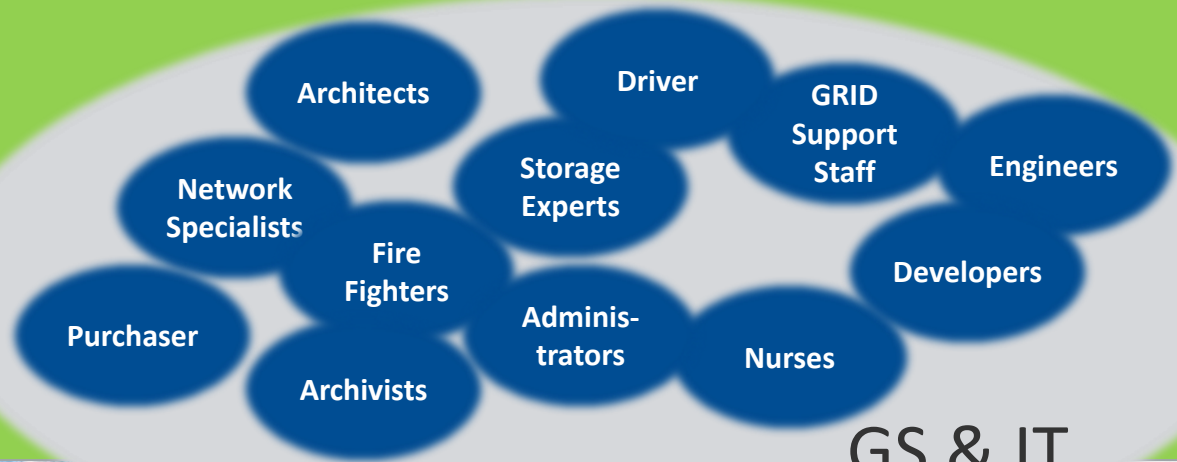 Architects
Driver
GRID
Support
Staff
Engineers
Network
Specialists
Storage
Experts
Fire
Fighters
Developers
Purchaser
Adminis-
trators
Nurses
Archivists
GS & IT